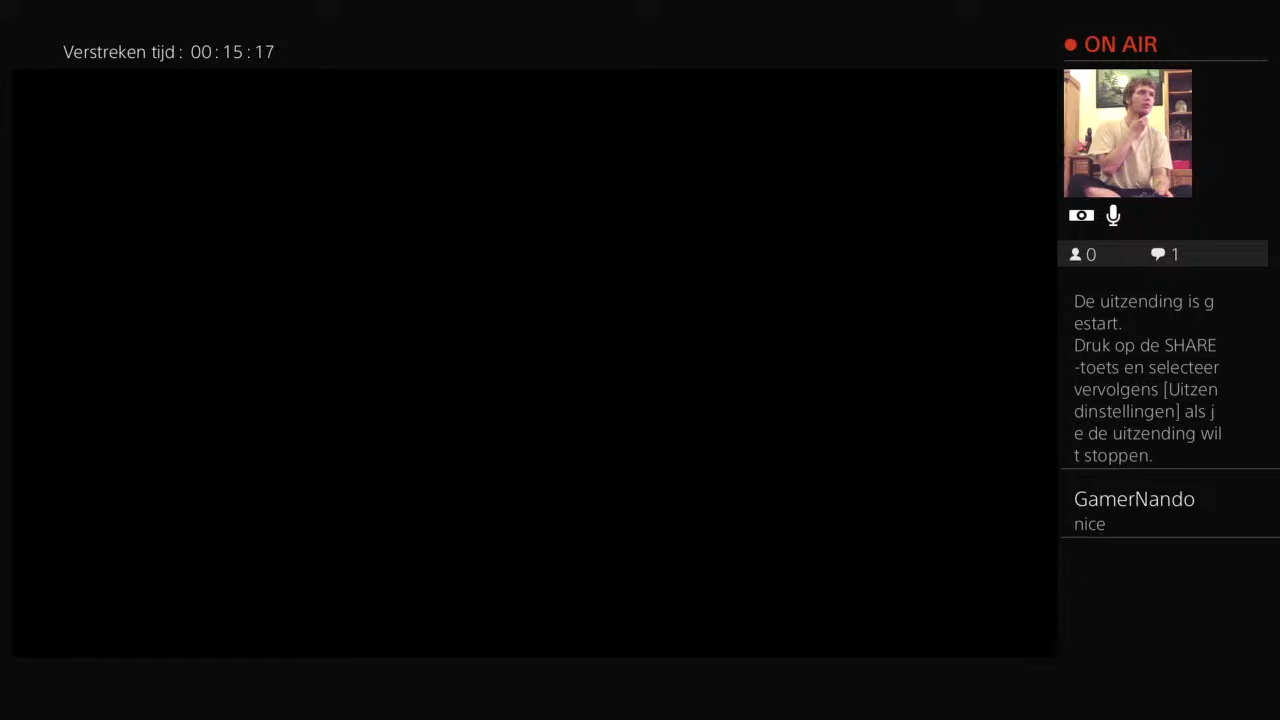 Verstreken tijd: 00:15:17
ON AIR
0 1
De uitzending is g
estart.
Druk op de SHARE
-toets en selecteer
vervolgens [Uitzen
dinstellingen] als j
e de uitzending wil
t stoppen.
GamerNando
nice